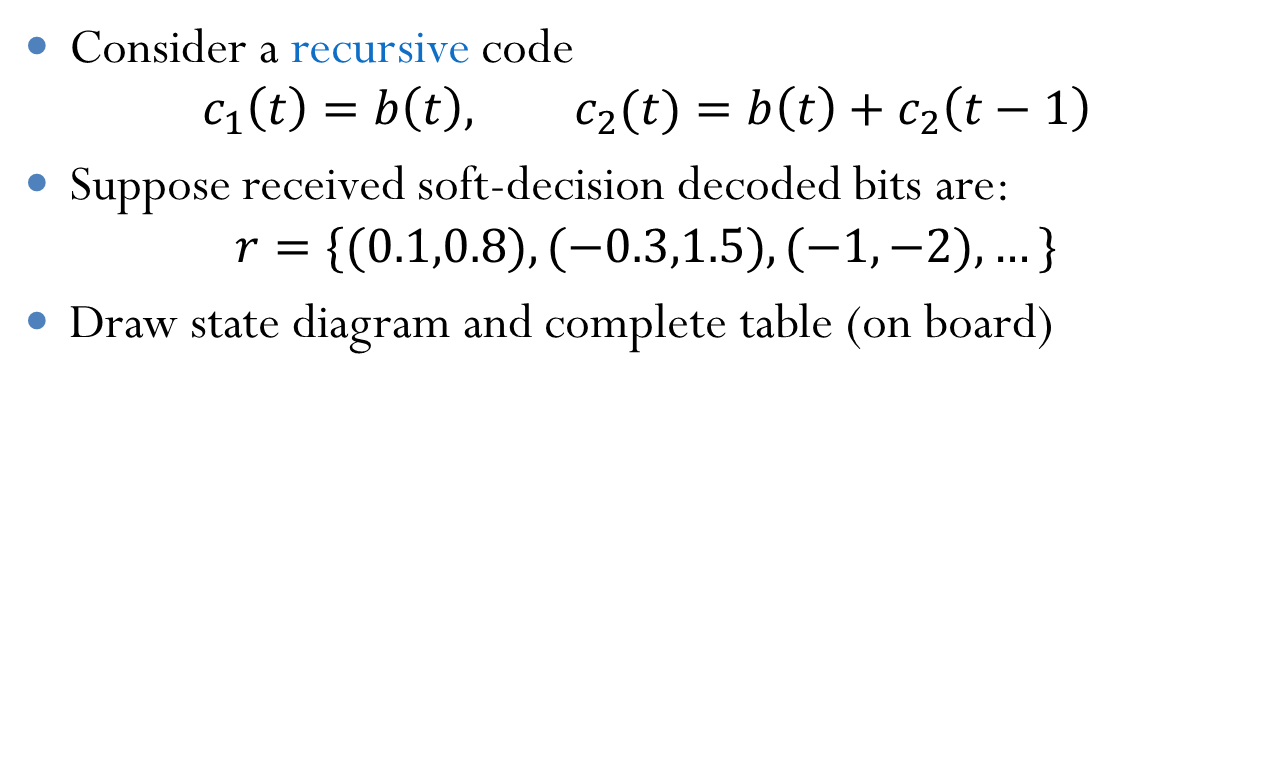 • Consider a recursive code
c₁(t) = b(t), c₂(t) = b(t) + c₂(t − 1)
• Suppose received soft-decision decoded bits are:
r = {(0.1,0.8), (−0.3,1.5), (−1, −2), … }
• Draw state diagram and complete table (on board)